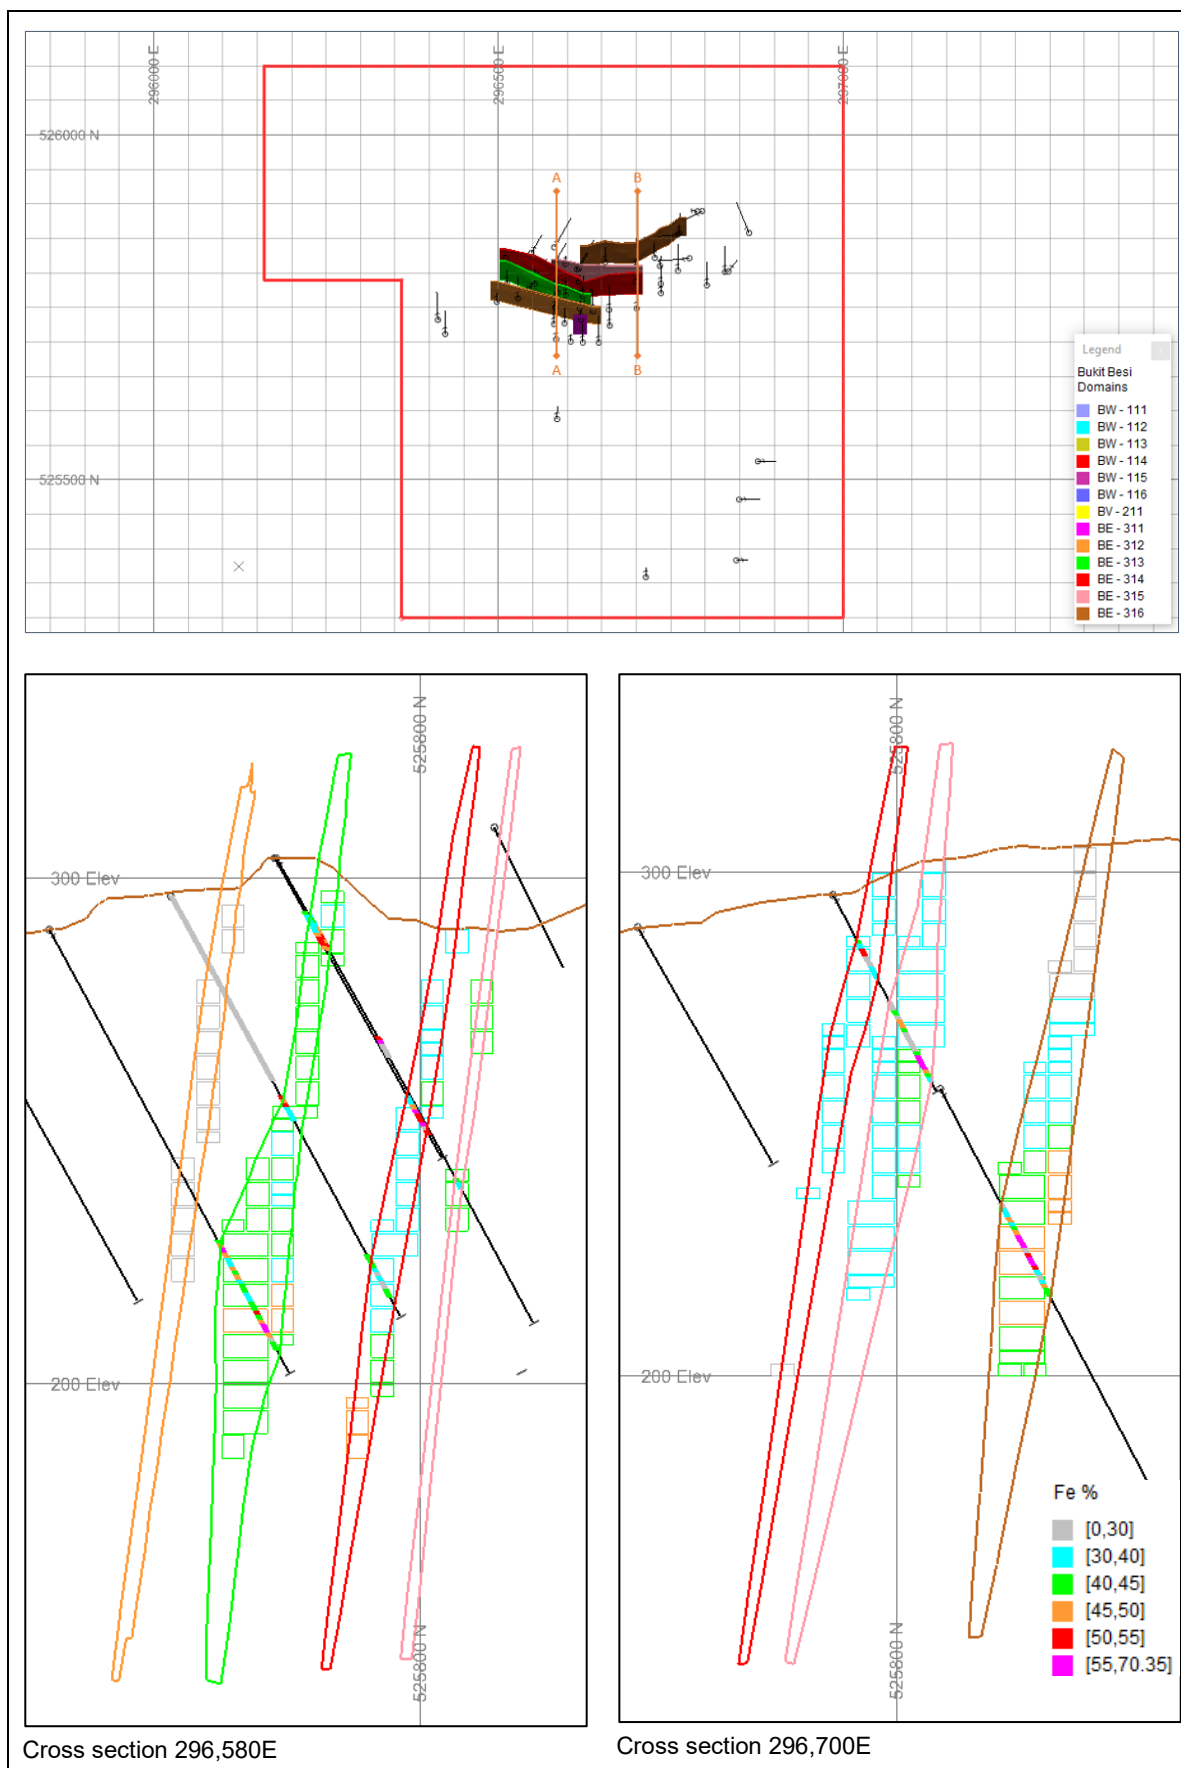 296000 E
296500 E
297000 E
526000 N
A
B
525500 N
A
B
Legend
x
Bukit Besi
Domains
BW - 111
BW - 112
BW - 113
BW - 114
BW - 115
BW - 116
BV - 211
BE - 311
BE - 312
BE - 313
BE - 314
BE - 315
BE - 316
525800 N
300 Elev
200 Elev
525800 N
Cross section 296,580E
525800 N
300 Elev
200 Elev
525800 N
Fe %
[0,30]
[30,40]
[40,45]
[45,50]
[50,55]
[55,70.35]
Cross section 296,700E